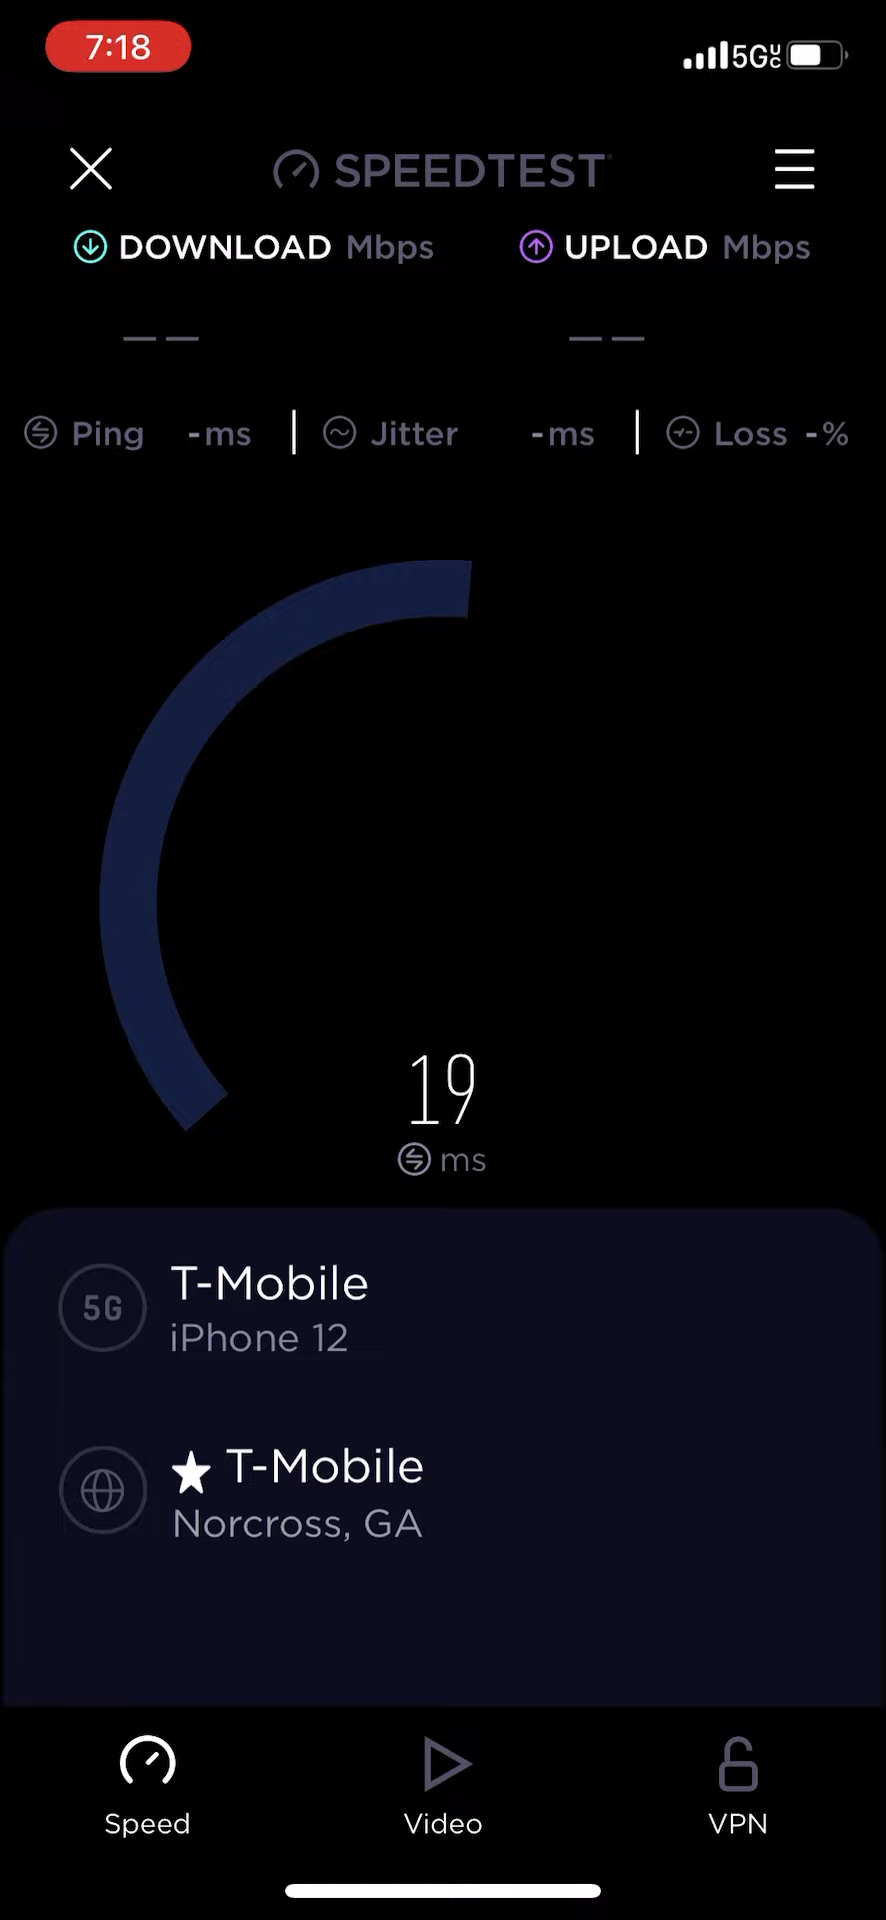 7:18
5G UC
SPEEDTEST
DOWNLOAD Mbps
UPLOAD Mbps
— —
— —
Ping -ms
Jitter -ms
Loss -%
19
ms
5G
T-Mobile
iPhone 12
T-Mobile
Norcross, GA
Speed
Video
VPN